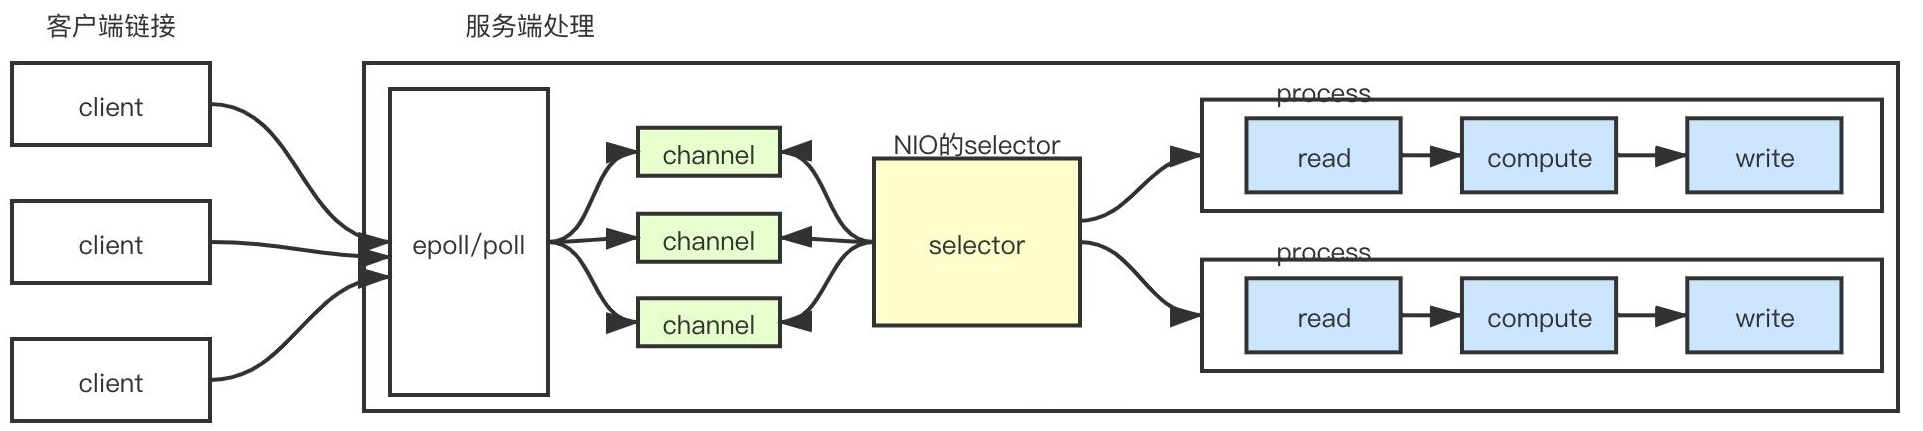 客户端链接
服务端处理
client
client
client
epoll/poll
channel
channel
channel
NIO的selector
selector
process
read
compute
write
process
read
compute
write